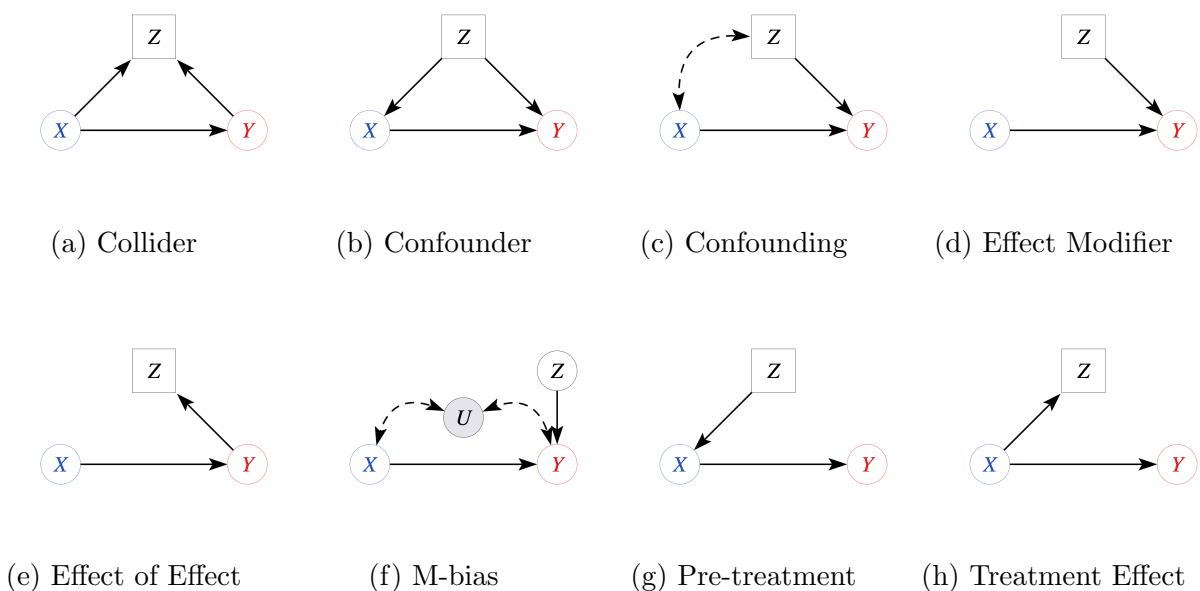 Z Z Z Z
X Y X Y X Y X Y
(a) Collider (b) Confounder (c) Confounding (d) Effect Modifier
Z Z Z Z
U
X Y X Y X Y X Y
(e) Effect of Effect (f) M-bias (g) Pre-treatment (h) Treatment Effect